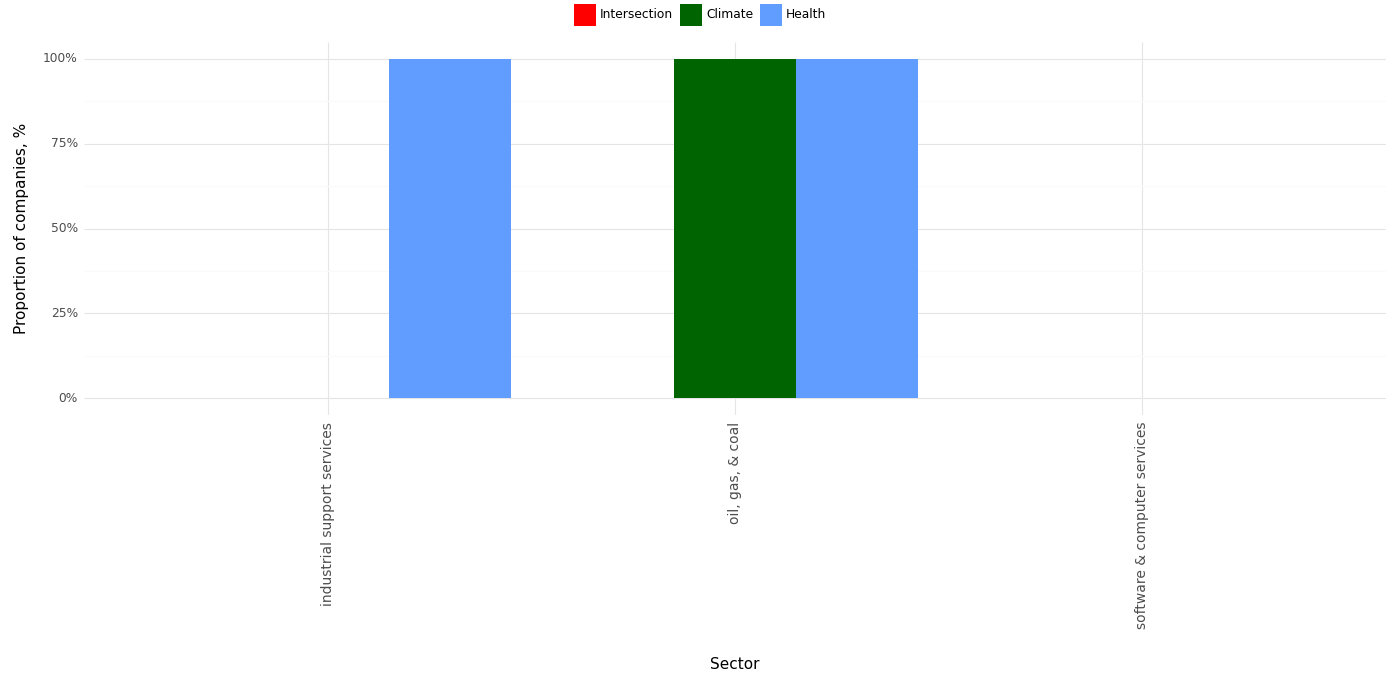 Intersection Climate Health
Proportion of companies, %
100%
75%
50%
25%
0%
industrial support services
oil, gas, & coal
software & computer services
Sector